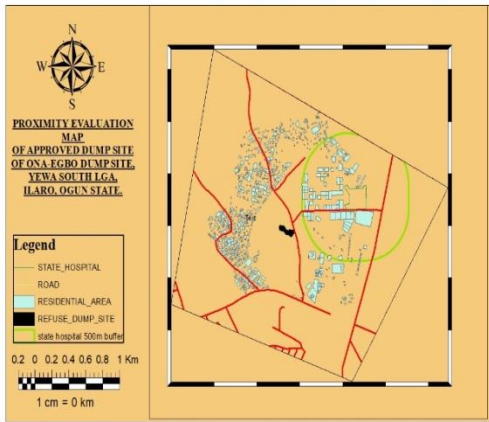 N
W
E
S
PROXIMITY EVALUATION
MAP
OF APPROVED DUMP SITE
OF ONA-EGBO DUMP SITE,
YEWA SOUTH LGA,
ILARO, OGUN STATE.
Legend
STATE_HOSPITAL
ROAD
RESIDENTIAL_AREA
REFUSE_DUMP_SITE
state hospital 500m buffer
0.2 0 0.2 0.4 0.6 0.8 1 Km
1 cm = 0 km